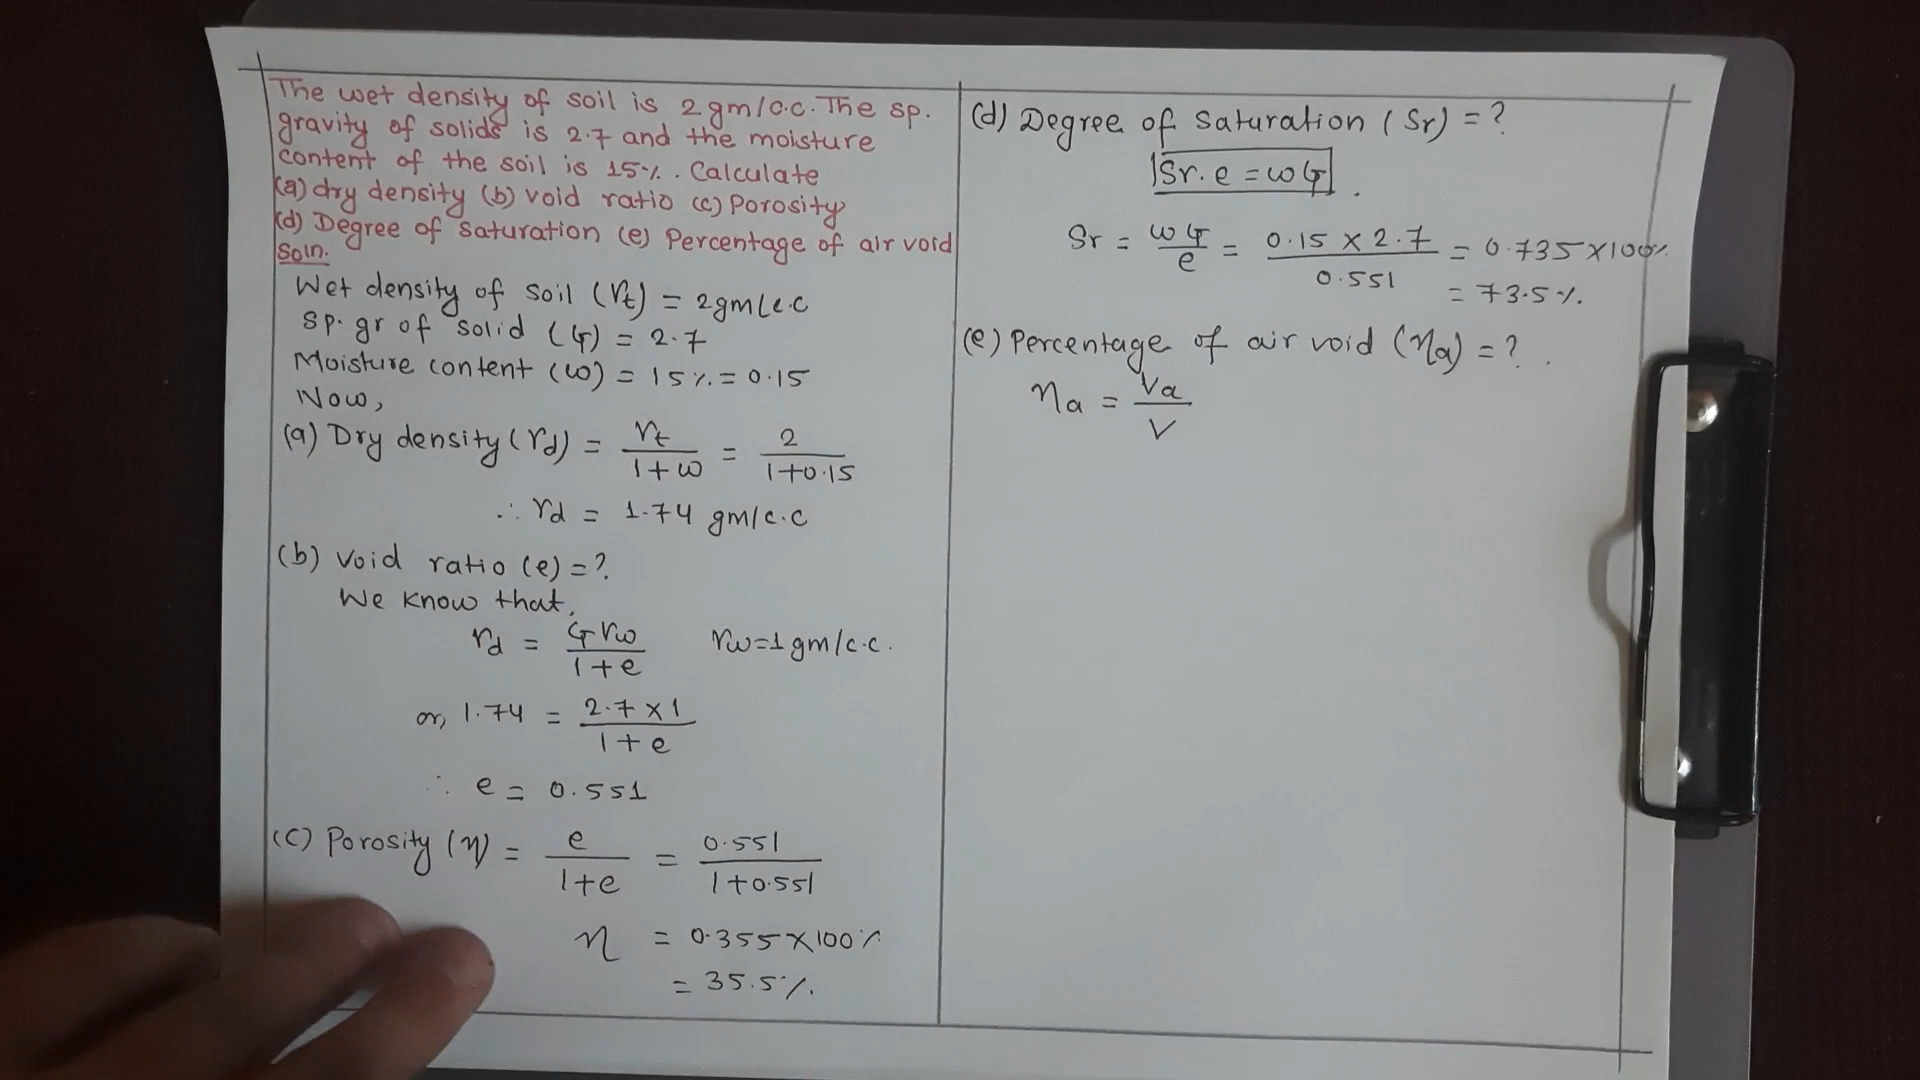 The wet density of soil is 2 gm/c.c. The sp.
gravity of solids is 2.7 and the moisture
content of the soil is 15%. Calculate
(a) dry density (b) void ratio (c) Porosity
(d) Degree of saturation (e) Percentage of air void
Soln.
Wet density of soil (γt) = 2gm/c.c
Sp. gr of solid (G) = 2.7
Moisture content (ω) = 15% = 0.15
Now,
(a) Dry density (γd) = γt / 1+ω = 2 / 1+0.15
∴ γd = 1.74 gm/c.c
(b) void ratio (e) = ?
We know that,
γd = Gγω / 1+e γω=1 gm/c.c.
or, 1.74 = 2.7 × 1 / 1+e
∴ e = 0.551
(c) Porosity (η) = e / 1+e = 0.551 / 1+0.551
η = 0.355 × 100%
= 35.5%.
(d) Degree of Saturation (Sr) = ?
Sr. e = ωG.
Sr = ωG / e = 0.15 × 2.7 / 0.551 = 0.735 × 100%
= 73.5%.
(e) Percentage of air void (ηa) = ?.
ηa = Va / V